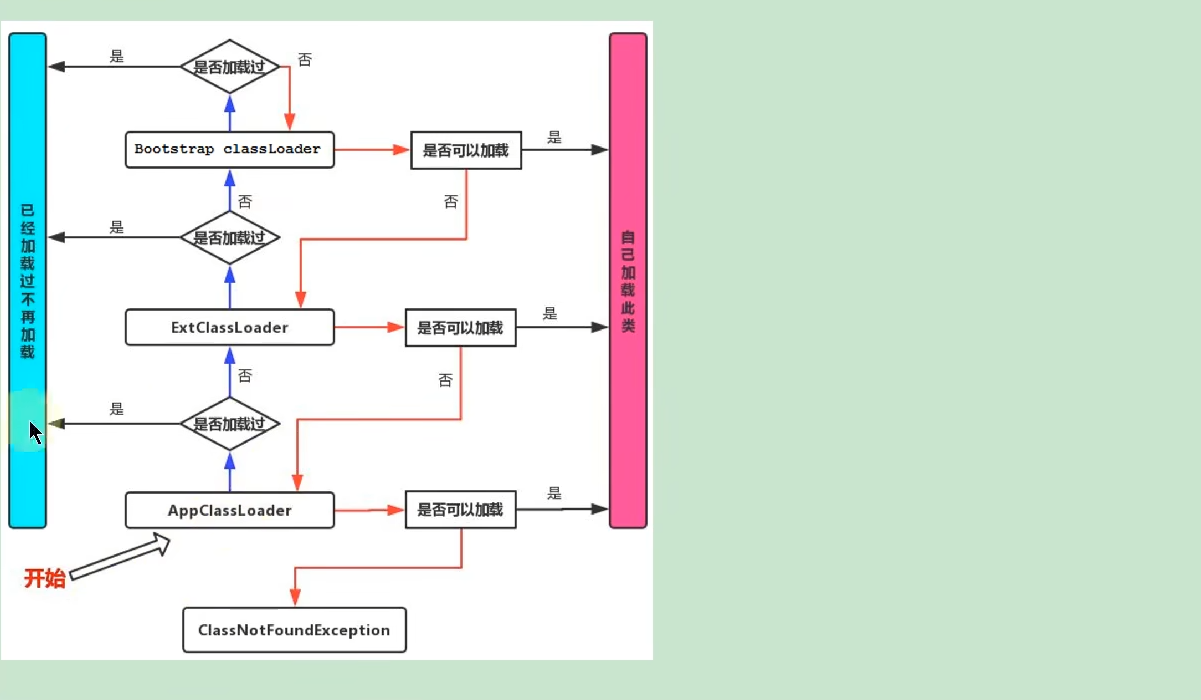 是
是否加载过
否
Bootstrap classLoader
是否可以加载
是
否
否
是
是否加载过
已经加载过不再加载
自己加载此类
ExtClassLoader
是否可以加载
是
否
否
是
是否加载过
AppClassLoader
是否可以加载
是
开始
ClassNotFoundException